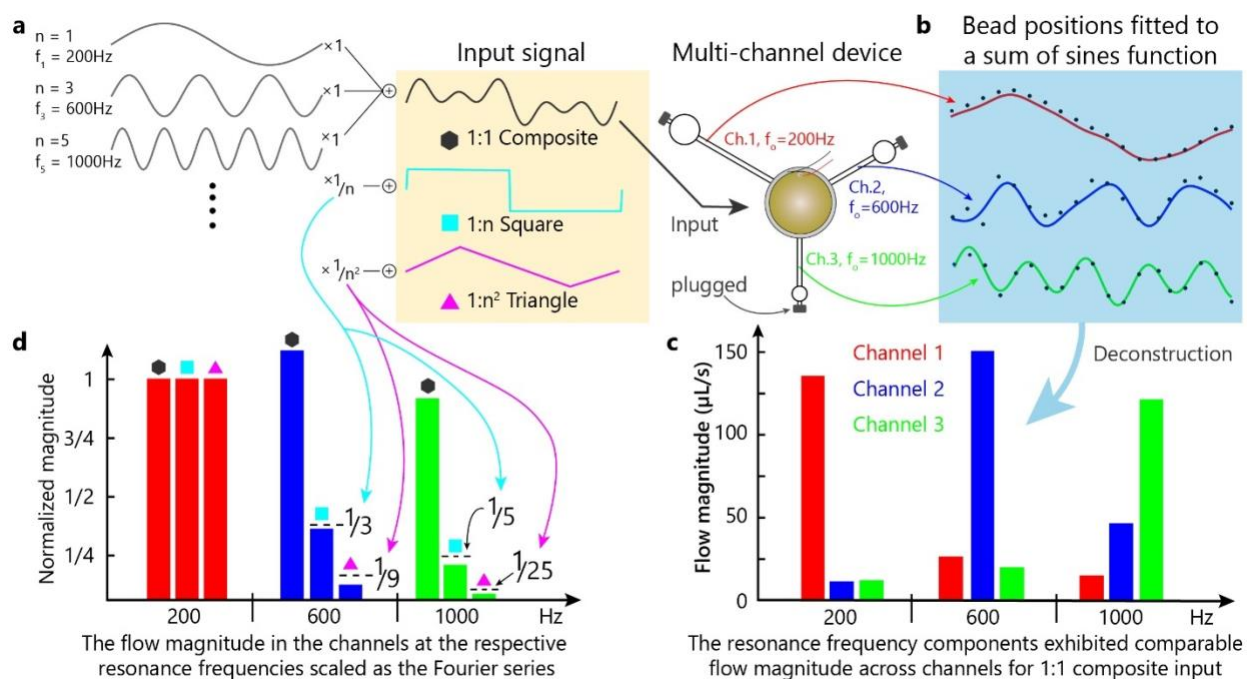 a
n = 1
f₁ = 200Hz
×1
n = 3
f₃ = 600Hz
×1
n=5
f₅ = 1000Hz
×1
Input signal
1:1 Composite
×1/n
1:n Square
×1/n²
1:n² Triangle
Multi-channel device
Ch.1, fₒ=200Hz
Ch.2,
fₒ=600Hz
Input
Ch.3, fₒ=1000Hz
plugged
b
Bead positions fitted to
a sum of sines function
d
Normalized magnitude
1
3/4
1/2
1/4
1/3
1/9
1/5
1/25
200
600
1000
Hz
The flow magnitude in the channels at the respective
resonance frequencies scaled as the Fourier series
c
Deconstruction
Flow magnitude (µL/s)
150
100
50
0
Channel 1
Channel 2
Channel 3
200
600
1000
Hz
The resonance frequency components exhibited comparable
flow magnitude across channels for 1:1 composite input